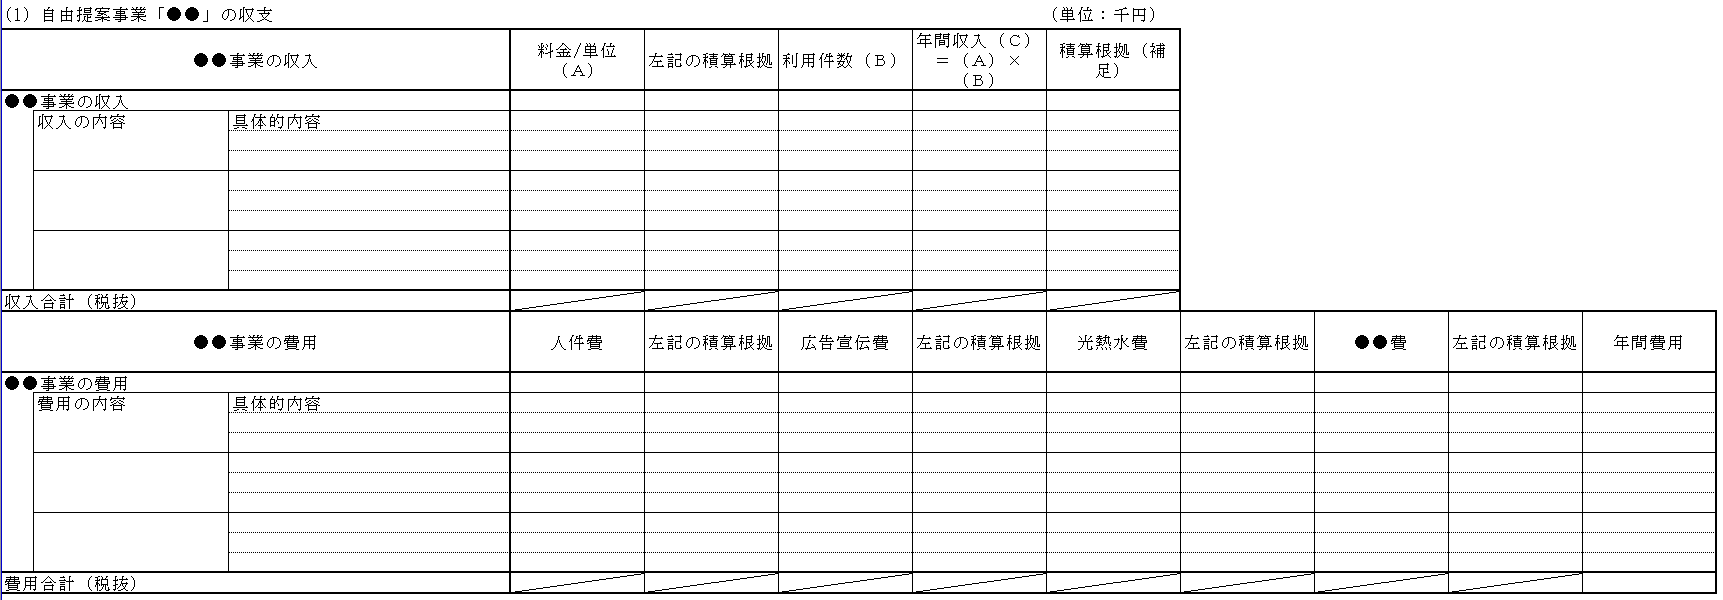 (1) 自由提案事業「●●」の収支 （単位：千円）
●●事業の収入 料金/単位（Ａ） 左記の積算根拠 利用件数（Ｂ） 年間収入（Ｃ）＝（Ａ）×（Ｂ） 積算根拠（補足）
●●事業の収入
収入の内容 具体的内容
収入合計（税抜）
●●事業の費用 人件費 左記の積算根拠 広告宣伝費 左記の積算根拠 光熱水費 左記の積算根拠 ●●費 左記の積算根拠 年間費用
●●事業の費用
費用の内容 具体的内容
費用合計（税抜）